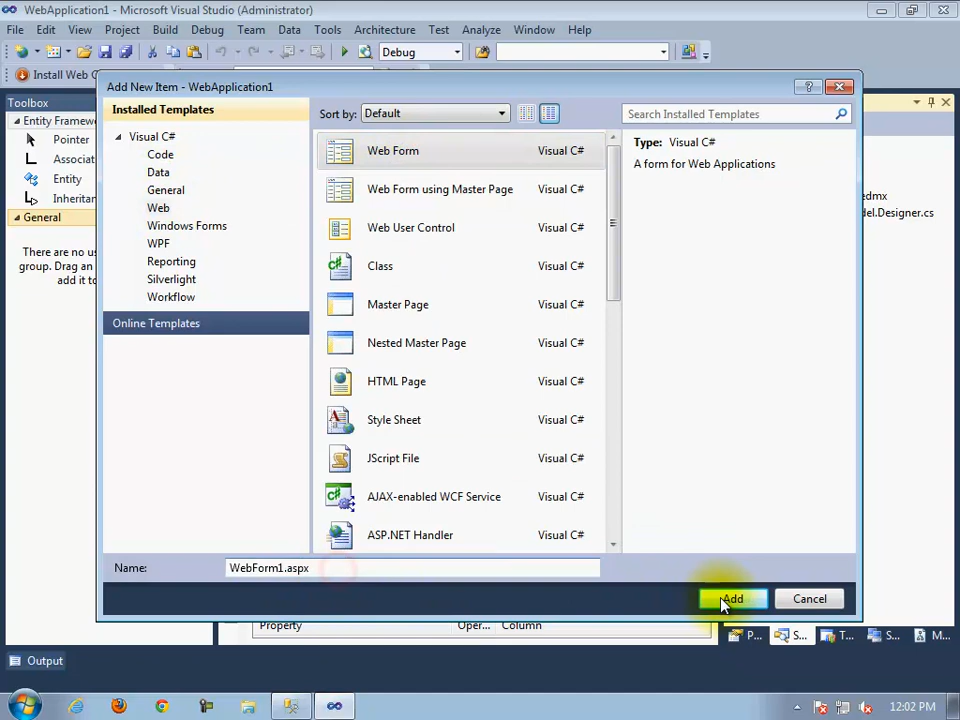 WebApplication1 - Microsoft Visual Studio (Administrator)
File Edit View Project Build Debug Team Data Tools Architecture Test Analyze Window Help
Debug
Install Web
Add New Item - WebApplication1
Toolbox
Installed Templates
Sort by: Default
Search Installed Templates
Entity Framew
Pointer
Associat
Entity
Inheritan
General
There are no us
group. Drag an
add it to
Visual C#
Code
Data
General
Web
Windows Forms
WPF
Reporting
Silverlight
Workflow
Online Templates
Web Form Visual C#
Web Form using Master Page Visual C#
Web User Control Visual C#
Class Visual C#
Master Page Visual C#
Nested Master Page Visual C#
HTML Page Visual C#
Style Sheet Visual C#
JScript File Visual C#
AJAX-enabled WCF Service Visual C#
ASP.NET Handler Visual C#
Type: Visual C#
A form for Web Applications
edmx
del.Designer.cs
Name: WebForm1.aspx
Add Cancel
Property Oper... Column
P... S... T... S... M...
Output
12:02 PM